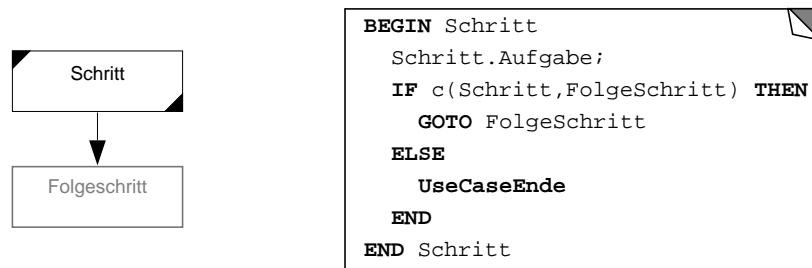 Schritt
Folgeschritt
BEGIN Schritt
Schritt.Aufgabe;
IF c(Schritt,FolgeSchritt) THEN
GOTO FolgeSchritt
ELSE
UseCaseEnde
END
END Schritt